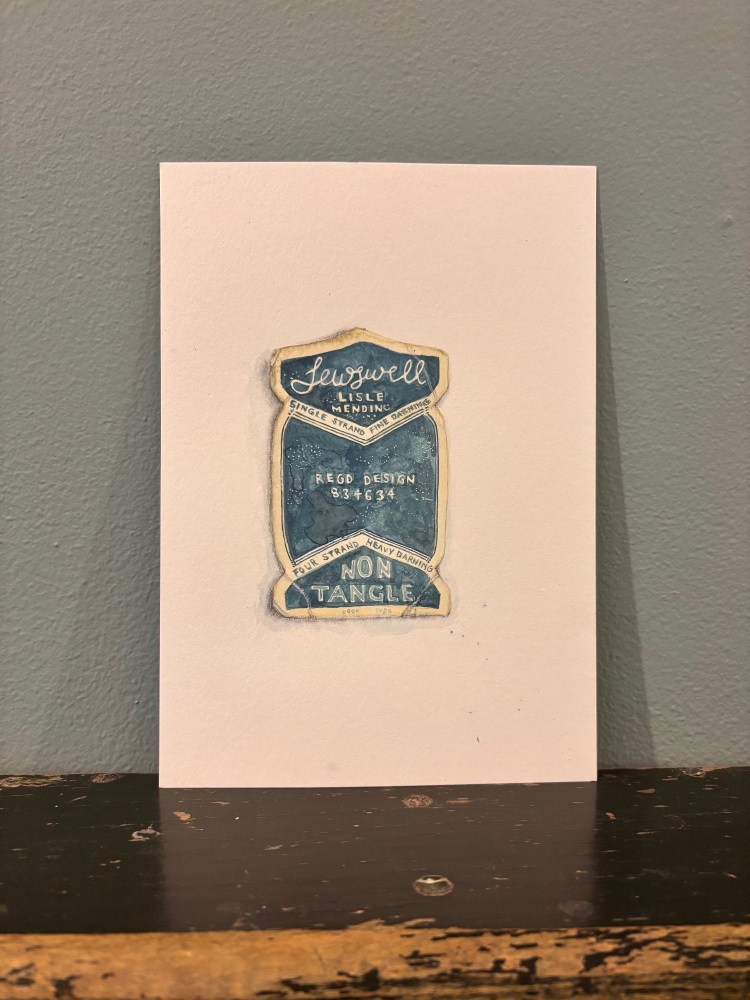 Sewswell
LISLE
MENDING
SINGLE STRAND FINE DARNING
REGD DESIGN
834634
FOUR STRAND HEAVY DARNING
NON
TANGLE